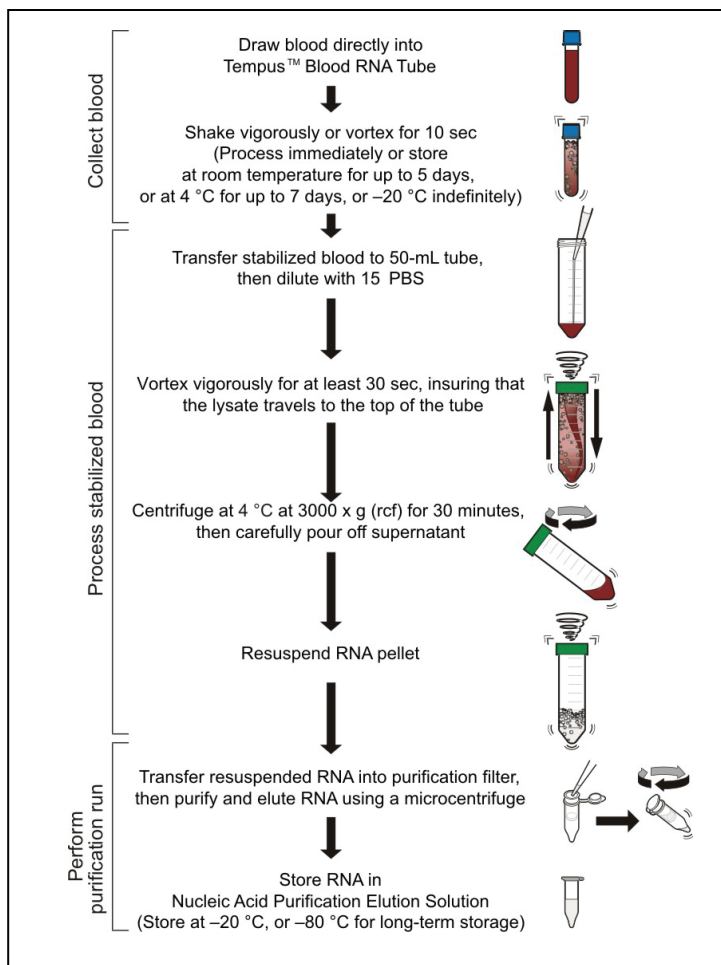 Collect blood
Draw blood directly into
Tempus™ Blood RNA Tube
Shake vigorously or vortex for 10 sec
(Process immediately or store
at room temperature for up to 5 days,
or at 4 °C for up to 7 days, or –20 °C indefinitely)
Process stabilized blood
Transfer stabilized blood to 50-mL tube,
then dilute with 15 PBS
Vortex vigorously for at least 30 sec, insuring that
the lysate travels to the top of the tube
Centrifuge at 4 °C at 3000 x g (rcf) for 30 minutes,
then carefully pour off supernatant
Resuspend RNA pellet
Perform
purification run
Transfer resuspended RNA into purification filter,
then purify and elute RNA using a microcentrifuge
Store RNA in
Nucleic Acid Purification Elution Solution
(Store at –20 °C, or –80 °C for long-term storage)